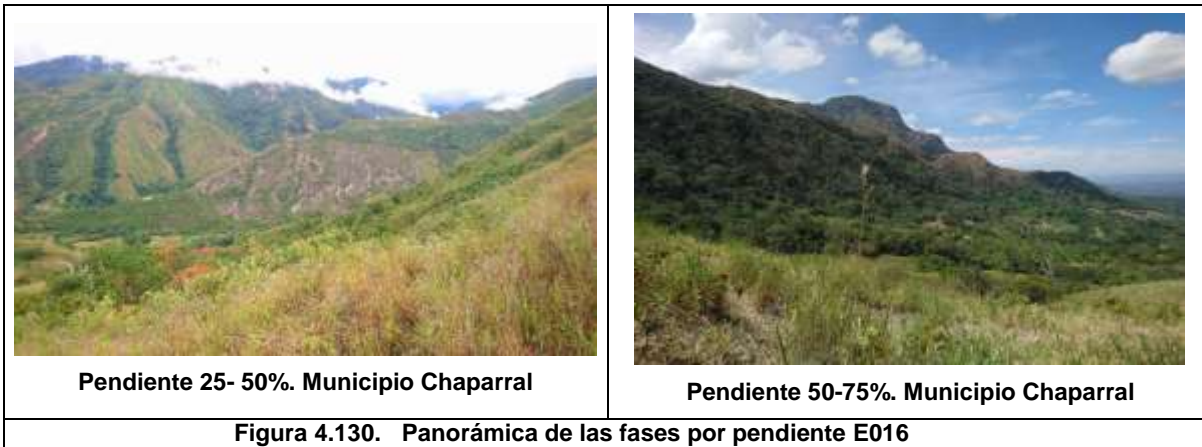 Pendiente 25- 50%. Municipio Chaparral
Pendiente 50-75%. Municipio Chaparral
Figura 4.130. Panorámica de las fases por pendiente E016